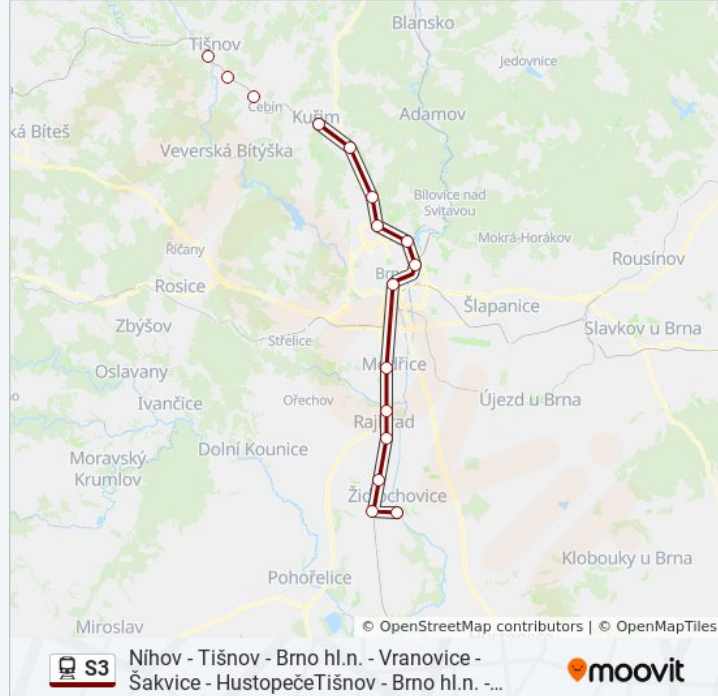 Blansko
Tišnov
Jedovnice
Čebín
Kuřim
Adamov
ká Bíteš
Veverská Bítýška
Bílovice nad
Svitavou
Mokrá-Horákov
Říčany
Rousínov
Rosice
Šlapanice
Zbýšov
Slavkov u Brna
Střelice
Modřice
Oslavany
Ořechov
Újezd u Brna
Ivančice
Rajhrad
Dolní Kounice
Moravský
Krumlov
Židlochovice
Klobouky u Brna
Pohořelice
Miroslav
© OpenStreetMap contributors | © OpenMapTiles
S3
Níhov - Tišnov - Brno hl.n. - Vranovice -
Šakvice - HustopečeTišnov - Brno hl.n. -...
moovit